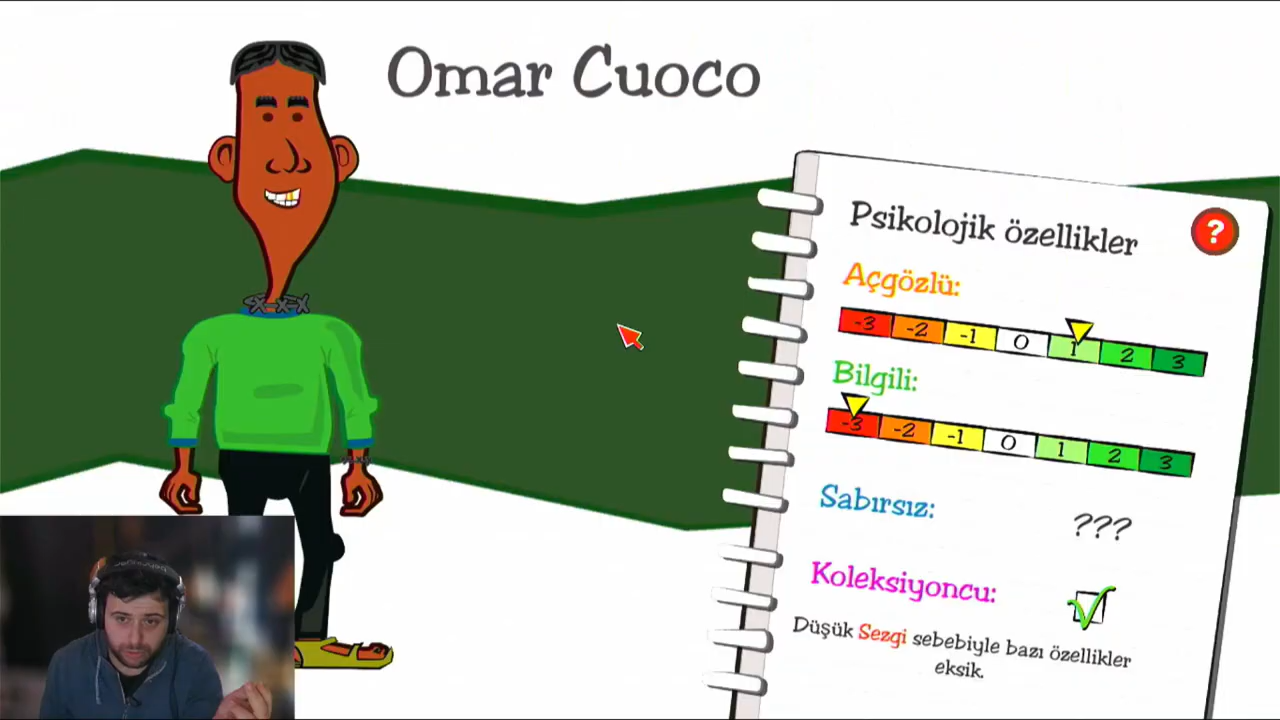 Omar Cuoco
Psikolojik özellikler
?
Açgözlü:
-3 -2 -1 0 1 2 3
Bilgili:
-3 -2 -1 0 1 2 3
Sabırsız: ???
Koleksiyoncu:
Düşük Sezgi sebebiyle bazı özellikler
eksik.